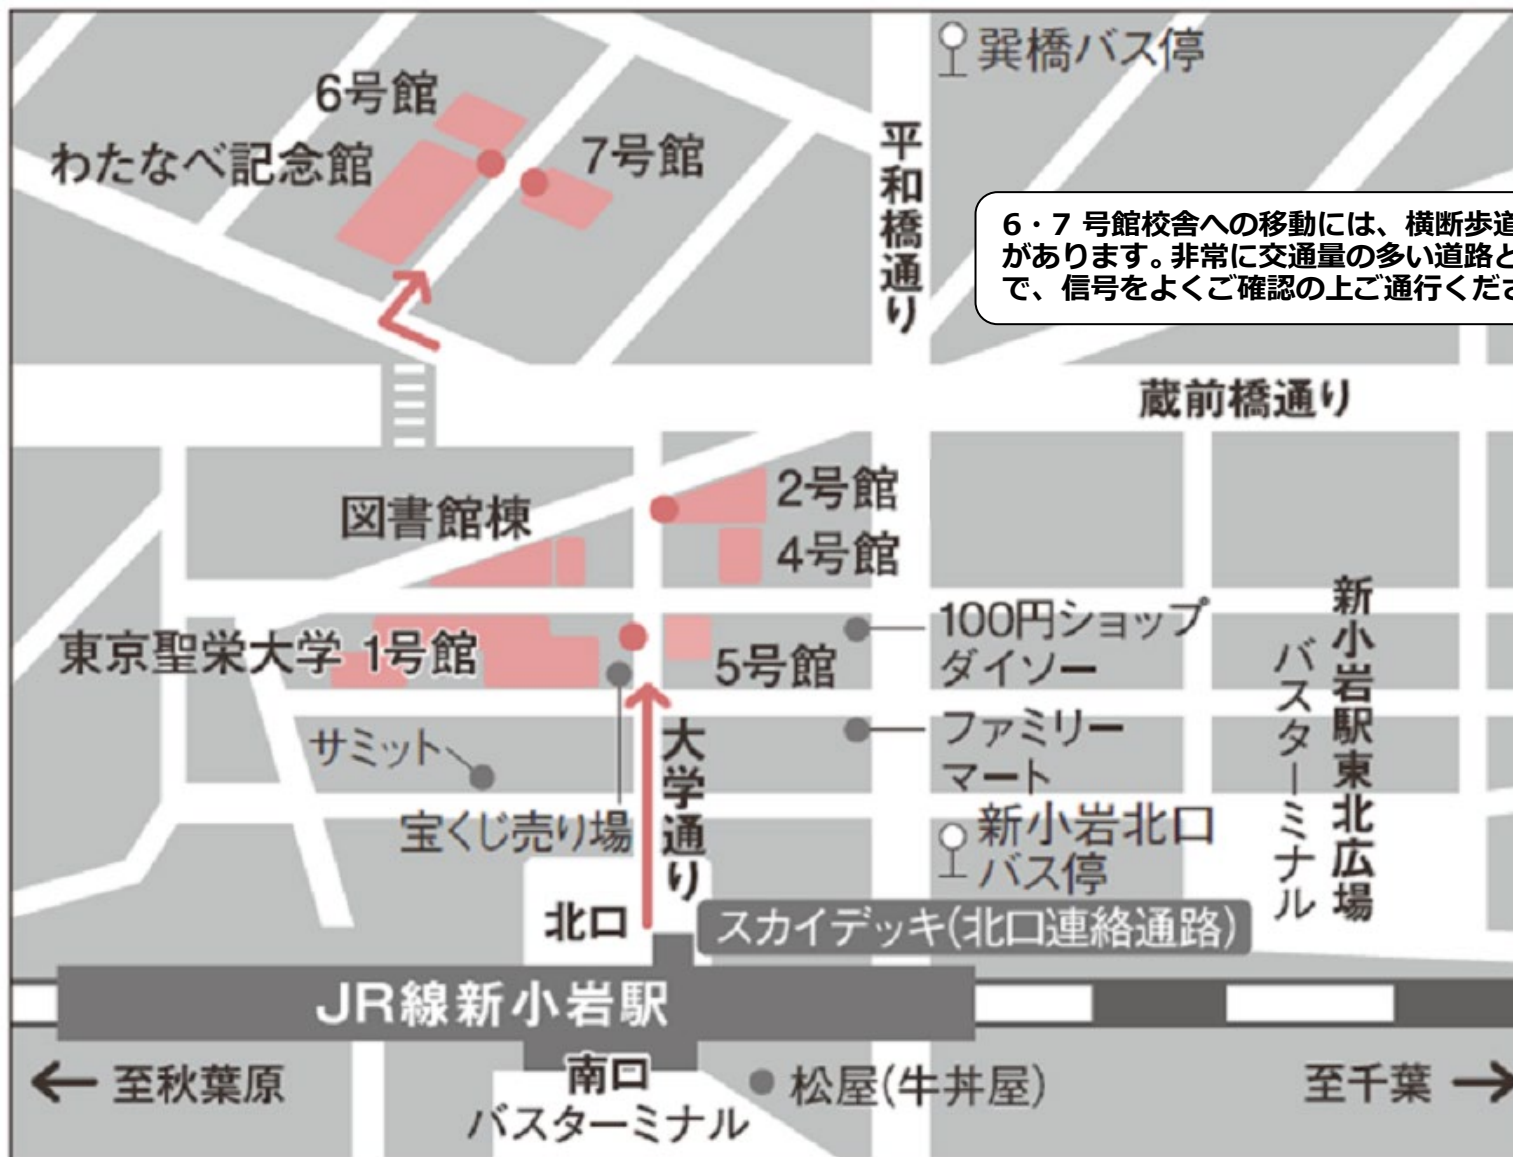 巽橋バス停
6号館
わたなべ記念館
7号館
平和橋通り
6・7 号館校舎への移動には、横断歩道
があります。非常に交通量の多い道路と
で、信号をよくご確認の上ご通行くださ
蔵前橋通り
図書館棟
2号館
4号館
東京聖栄大学 1号館
5号館
100円ショップ
ダイソー
サミット
ファミリー
マート
宝くじ売り場
大学通り
新小岩北口
バス停
新小岩駅東北広場
バスターミナル
北口
スカイデッキ(北口連絡通路)
JR線新小岩駅
至秋葉原
南口
バスターミナル
松屋(牛丼屋)
至千葉